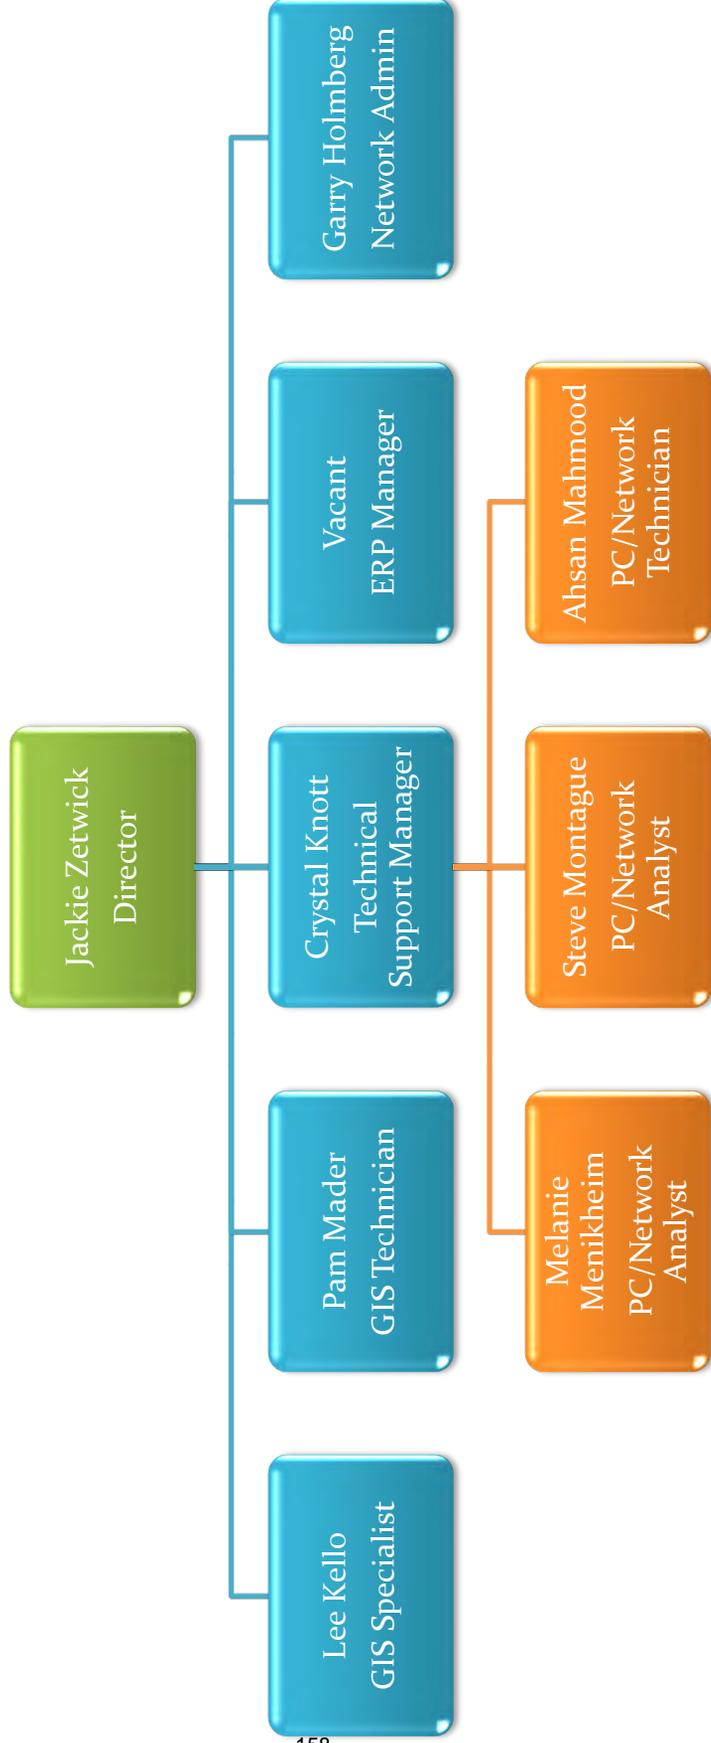 Jackie Zetwick
Director
Lee Kello
GIS Specialist
Pam Mader
GIS Technician
Crystal Knott
Technical
Support Manager
Vacant
ERP Manager
Garry Holmberg
Network Admin
Melanie
Menikheim
PC/Network
Analyst
Steve Montague
PC/Network
Analyst
Ahsan Mahmood
PC/Network
Technician
158